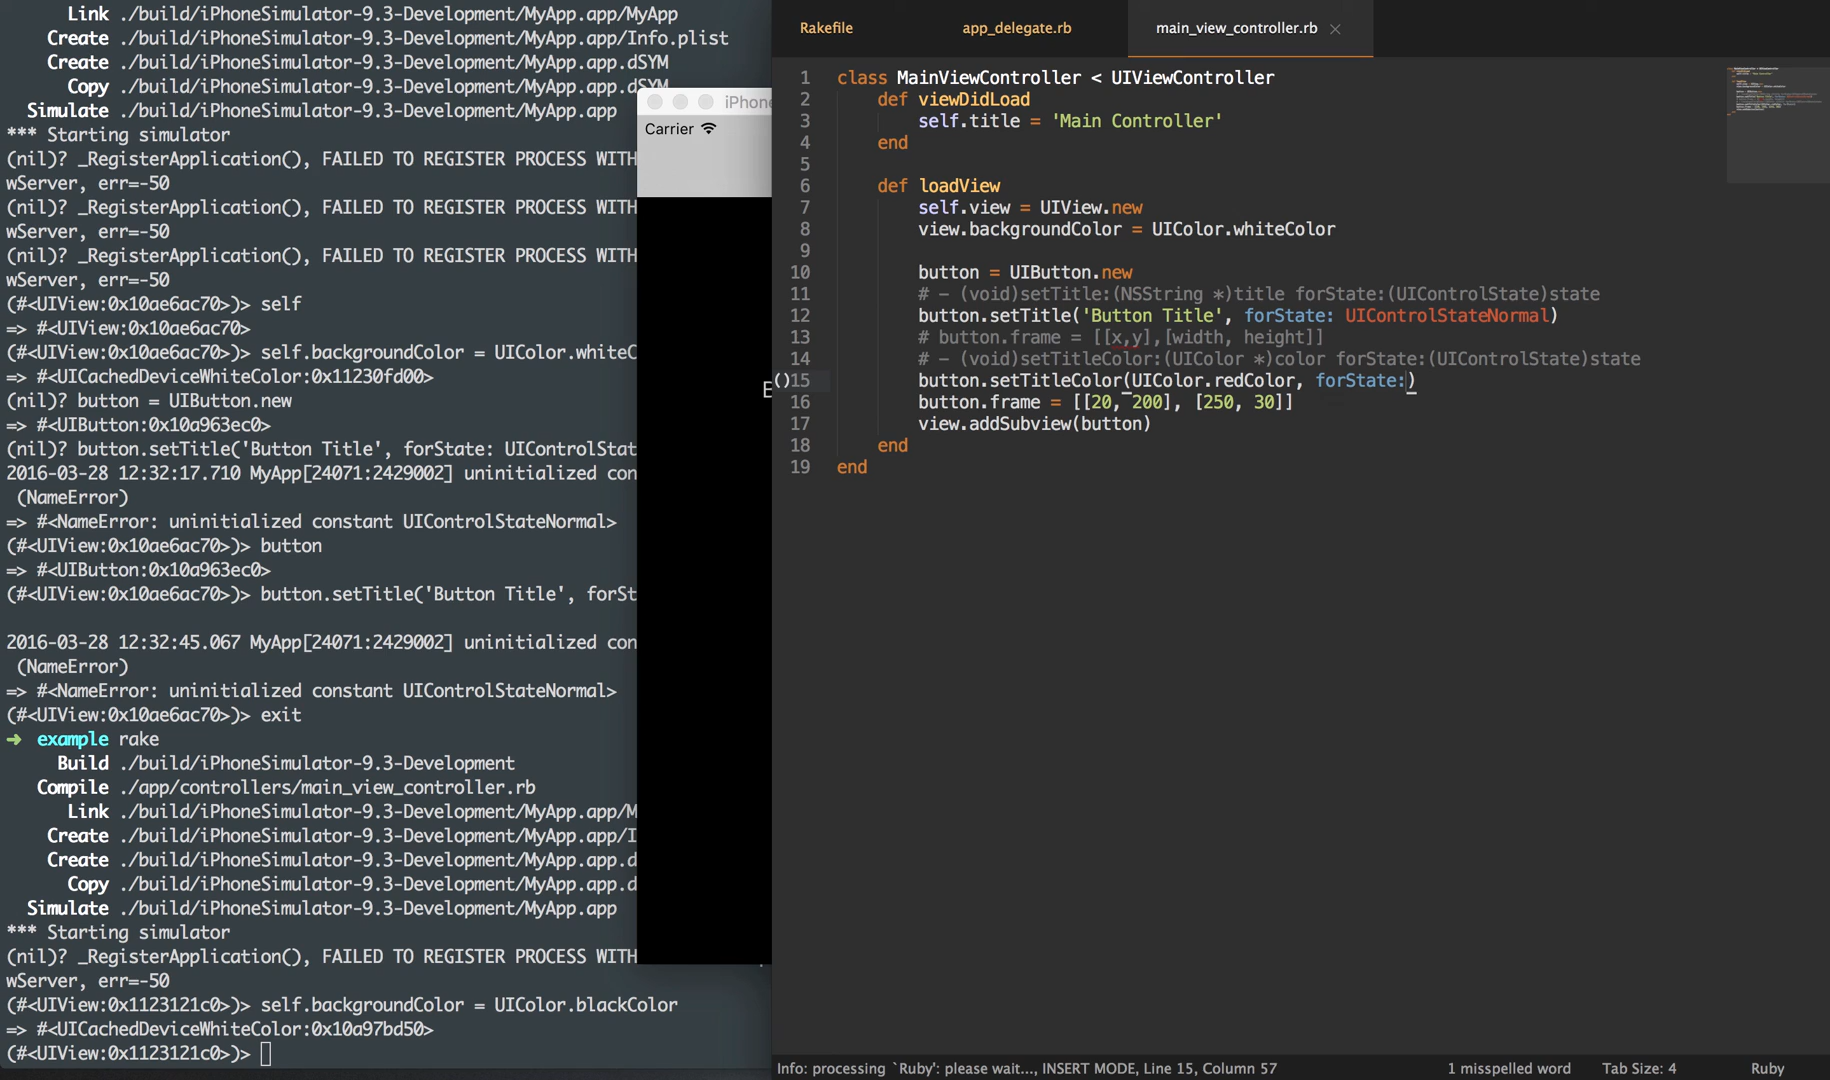 Link ./build/iPhoneSimulator-9.3-Development/MyApp.app/MyApp
Create ./build/iPhoneSimulator-9.3-Development/MyApp.app/Info.plist
Create ./build/iPhoneSimulator-9.3-Development/MyApp.app.dSYM
Copy ./build/iPhoneSimulator-9.3-Development/MyApp.app/MyApp.app.dSYM
Simulate ./build/iPhoneSimulator-9.3-Development/MyApp.app
*** Starting simulator
(nil)? _RegisterApplication(), FAILED TO REGISTER PROCESS WITH
wServer, err=-50
(nil)? _RegisterApplication(), FAILED TO REGISTER PROCESS WITH
wServer, err=-50
(nil)? _RegisterApplication(), FAILED TO REGISTER PROCESS WITH
wServer, err=-50
(#<UIView:0x10ae6ac70>)> self
=> #<UIView:0x10ae6ac70>
(#<UIView:0x10ae6ac70>)> self.backgroundColor = UIColor.whiteC
=> #<UICachedDeviceWhiteColor:0x11230fd00>
(nil)? button = UIButton.new
=> #<UIButton:0x10a963ec0>
(nil)? button.setTitle('Button Title', forState: UIControlStat
2016-03-28 12:32:17.710 MyApp[24071:2429002] uninitialized con
(NameError)
=> #<NameError: uninitialized constant UIControlStateNormal>
(#<UIView:0x10ae6ac70>)> button
=> #<UIButton:0x10a963ec0>
(#<UIView:0x10ae6ac70>)> button.setTitle('Button Title', forSt
2016-03-28 12:32:45.067 MyApp[24071:2429002] uninitialized con
(NameError)
=> #<NameError: uninitialized constant UIControlStateNormal>
(#<UIView:0x10ae6ac70>)> exit
➜ example rake
Build ./build/iPhoneSimulator-9.3-Development
Compile ./app/controllers/main_view_controller.rb
Link ./build/iPhoneSimulator-9.3-Development/MyApp.app/M
Create ./build/iPhoneSimulator-9.3-Development/MyApp.app/I
Create ./build/iPhoneSimulator-9.3-Development/MyApp.app.d
Copy ./build/iPhoneSimulator-9.3-Development/MyApp.app.d
Simulate ./build/iPhoneSimulator-9.3-Development/MyApp.app
*** Starting simulator
(nil)? _RegisterApplication(), FAILED TO REGISTER PROCESS WITH
wServer, err=-50
(#<UIView:0x1123121c0>)> self.backgroundColor = UIColor.blackColor
=> #<UICachedDeviceWhiteColor:0x10a97bd50>
(#<UIView:0x1123121c0>)>
iPhone
Carrier
Rakefile
app_delegate.rb
main_view_controller.rb
1 class MainViewController < UIViewController
2 def viewDidLoad
3 self.title = 'Main Controller'
4 end
5
6 def loadView
7 self.view = UIView.new
8 view.backgroundColor = UIColor.whiteColor
9
10 button = UIButton.new
11 # - (void)setTitle:(NSString *)title forState:(UIControlState)state
12 button.setTitle('Button Title', forState: UIControlStateNormal)
13 # button.frame = [[x,y],[width, height]]
14 # - (void)setTitleColor:(UIColor *)color forState:(UIControlState)state
()15 button.setTitleColor(UIColor.redColor, forState:)
16 button.frame = [[20, 200], [250, 30]]
17 view.addSubview(button)
18 end
19 end
Info: processing `Ruby': please wait..., INSERT MODE, Line 15, Column 57
1 misspelled word
Tab Size: 4
Ruby